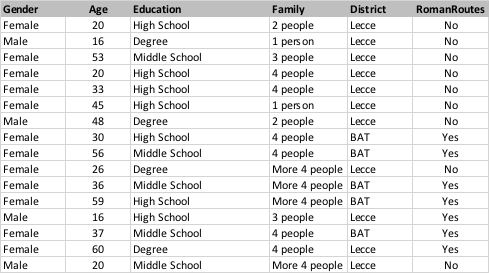 Gender Age Education Family District RomanRoutes
Female 20 High School 2 people Lecce No
Male 16 Degree 1 person Lecce No
Female 53 Middle School 3 people Lecce No
Female 20 High School 4 people Lecce No
Female 33 High School 4 people Lecce No
Female 45 High School 1 person Lecce No
Male 48 Degree 2 people Lecce No
Female 30 High School 4 people BAT Yes
Female 56 Middle School 4 people BAT Yes
Female 26 Degree More 4 people Lecce No
Female 36 Middle School More 4 people BAT Yes
Female 59 High School More 4 people BAT Yes
Male 16 High School 3 people Lecce Yes
Female 37 Middle School 4 people BAT Yes
Female 60 Degree 4 people Lecce Yes
Male 20 Middle School More 4 people Lecce No